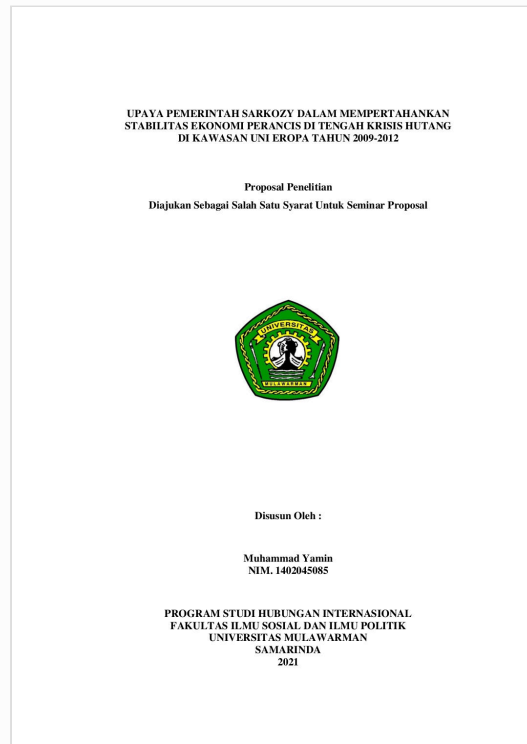 UPAYA PEMERINTAH SARKOZY DALAM MEMPERTAHANKAN
STABILITAS EKONOMI PERANCIS DI TENGAH KRISIS HUTANG
DI KAWASAN UNI EROPA TAHUN 2009-2012
Proposal Penelitian
Diajukan Sebagai Salah Satu Syarat Untuk Seminar Proposal
UNIVERSITAS
MULAWARMAN
Disusun Oleh :
Muhammad Yamin
NIM. 1402045085
PROGRAM STUDI HUBUNGAN INTERNASIONAL
FAKULTAS ILMU SOSIAL DAN ILMU POLITIK
UNIVERSITAS MULAWARMAN
SAMARINDA
2021